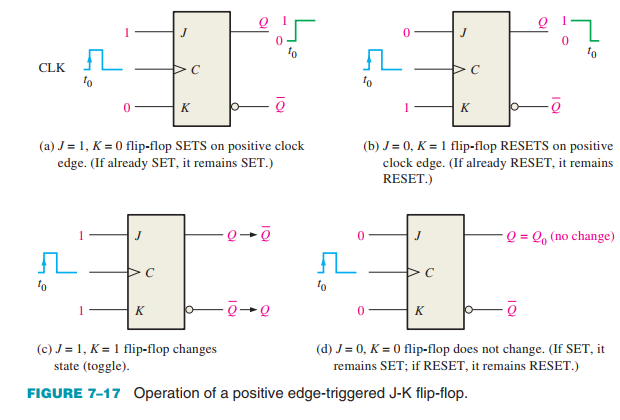 1 J Q 1
0
t0
CLK C
t0
0 K Q̅
(a) J = 1, K = 0 flip-flop SETS on positive clock
edge. (If already SET, it remains SET.)
0 J Q 1
0
t0
C
t0
1 K Q̅
(b) J = 0, K = 1 flip-flop RESETS on positive
clock edge. (If already RESET, it remains
RESET.)
1 J Q → Q̅
C
t0
1 K Q̅ → Q
(c) J = 1, K = 1 flip-flop changes
state (toggle).
0 J Q = Q0 (no change)
C
t0
0 K Q̅
(d) J = 0, K = 0 flip-flop does not change. (If SET, it
remains SET; if RESET, it remains RESET.)
FIGURE 7–17 Operation of a positive edge-triggered J-K flip-flop.